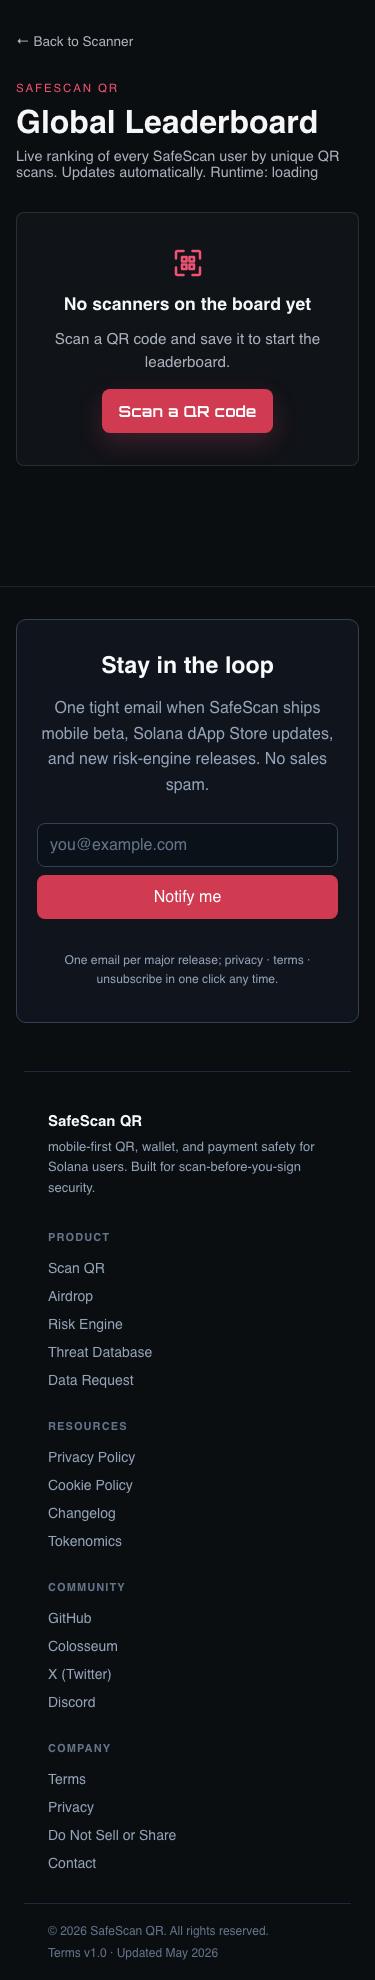 ← Back to Scanner
SAFESCAN QR
Global Leaderboard
Live ranking of every SafeScan user by unique QR
scans. Updates automatically. Runtime: loading
No scanners on the board yet
Scan a QR code and save it to start the
leaderboard.
Scan a QR code
Stay in the loop
One tight email when SafeScan ships
mobile beta, Solana dApp Store updates,
and new risk-engine releases. No sales
spam.
you@example.com
Notify me
One email per major release; privacy · terms ·
unsubscribe in one click any time.
SafeScan QR
mobile-first QR, wallet, and payment safety for
Solana users. Built for scan-before-you-sign
security.
PRODUCT
Scan QR
Airdrop
Risk Engine
Threat Database
Data Request
RESOURCES
Privacy Policy
Cookie Policy
Changelog
Tokenomics
COMMUNITY
GitHub
Colosseum
X (Twitter)
Discord
COMPANY
Terms
Privacy
Do Not Sell or Share
Contact
© 2026 SafeScan QR. All rights reserved.
Terms v1.0 · Updated May 2026